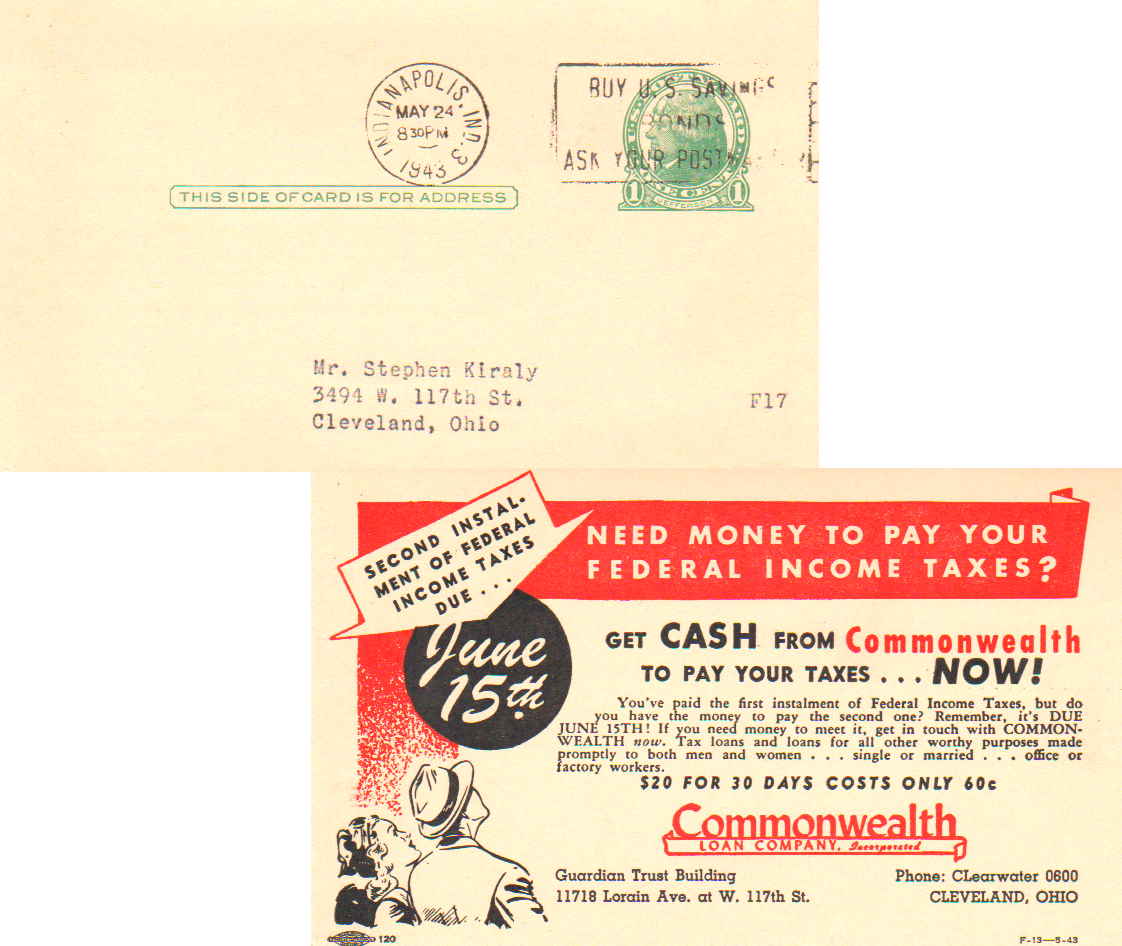 INDIANAPOLIS, IND. 3
MAY 24
8 30 PM
1943
BUY U.S. SAVINGS
BONDS
ASK YOUR
1 JEFFERSON 1
THIS SIDE OF CARD IS FOR ADDRESS
Mr. Stephen Kiraly
3494 W. 117th St.
Cleveland, Ohio
F17
SECOND INSTAL-
MENT OF FEDERAL
INCOME TAXES
DUE . . .
June
15th
NEED MONEY TO PAY YOUR
FEDERAL INCOME TAXES?
GET CASH FROM Commonwealth
TO PAY YOUR TAXES . . . NOW!
You've paid the first instalment of Federal Income Taxes, but do
you have the money to pay the second one? Remember, it's DUE
JUNE 15TH! If you need money to meet it, get in touch with COMMON-
WEALTH now. Tax loans and loans for all other worthy purposes made
promptly to both men and women . . . single or married . . . office or
factory workers.
$20 FOR 30 DAYS COSTS ONLY 60c
Commonwealth
LOAN COMPANY, Incorporated
Guardian Trust Building
11718 Lorain Ave. at W. 117th St.
Phone: CLearwater 0600
CLEVELAND, OHIO
120
F-13—5-43